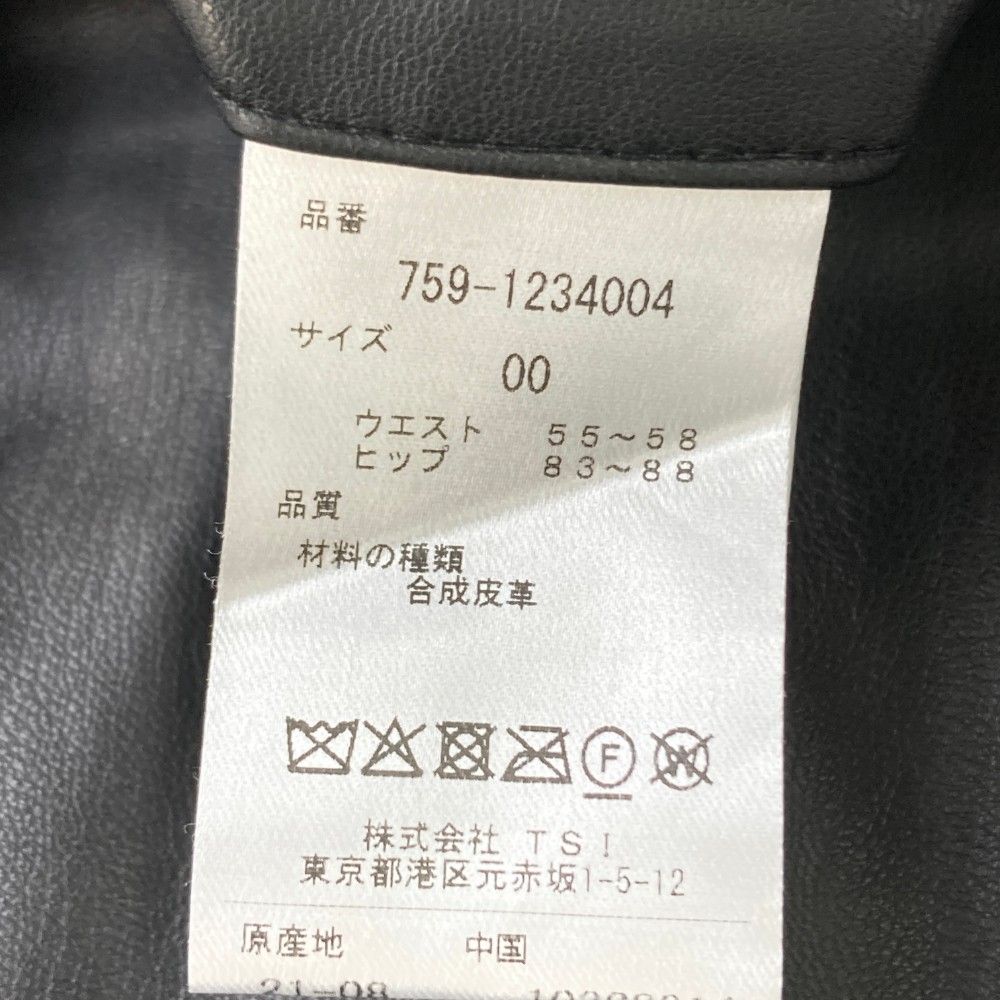 品番
759-1234004
サイズ
00
ウエスト 55～58
ヒップ 83～88
品質
材料の種類
合成皮革
F
W
株式会社 TSI
東京都港区元赤坂1-5-12
原産地 中国
21-08